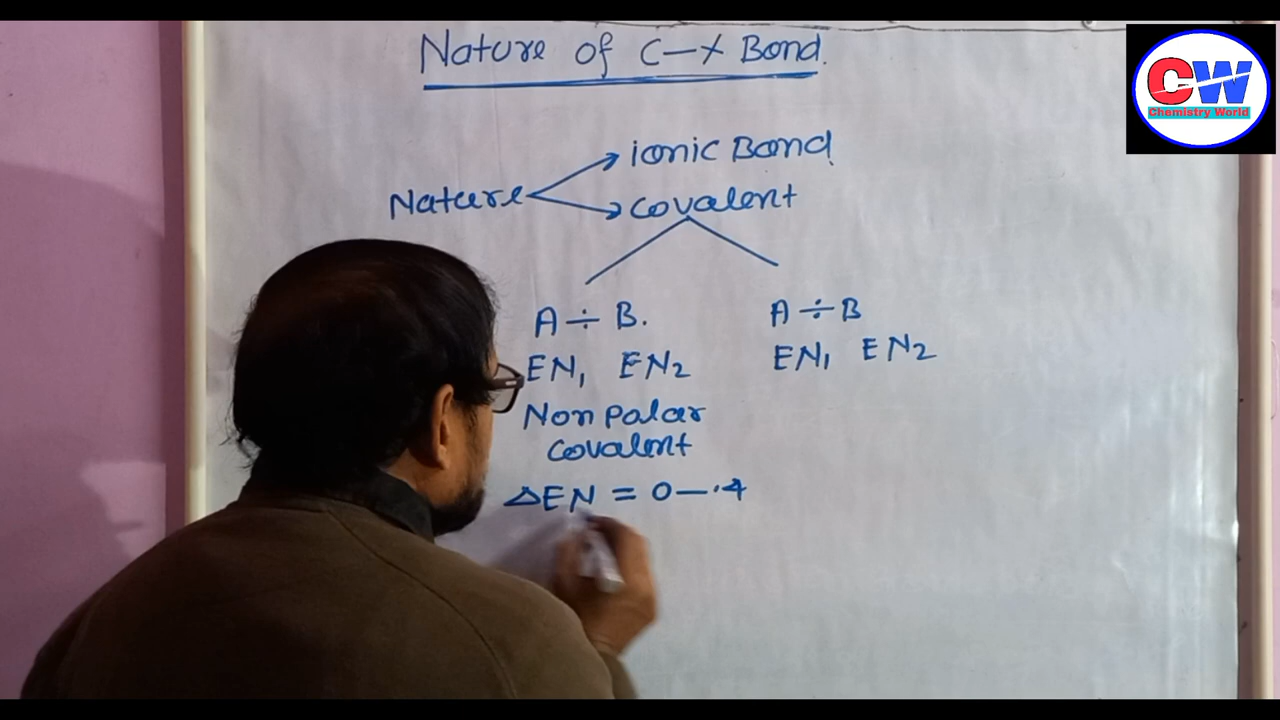 Nature of C-X Bond.
CW
Chemistry World
ionic Bond
Nature
Covalent
A ÷ B.
A ÷ B
EN1 EN2
EN1 EN2
Non palar
Covalent
ΔEN = 0-.4